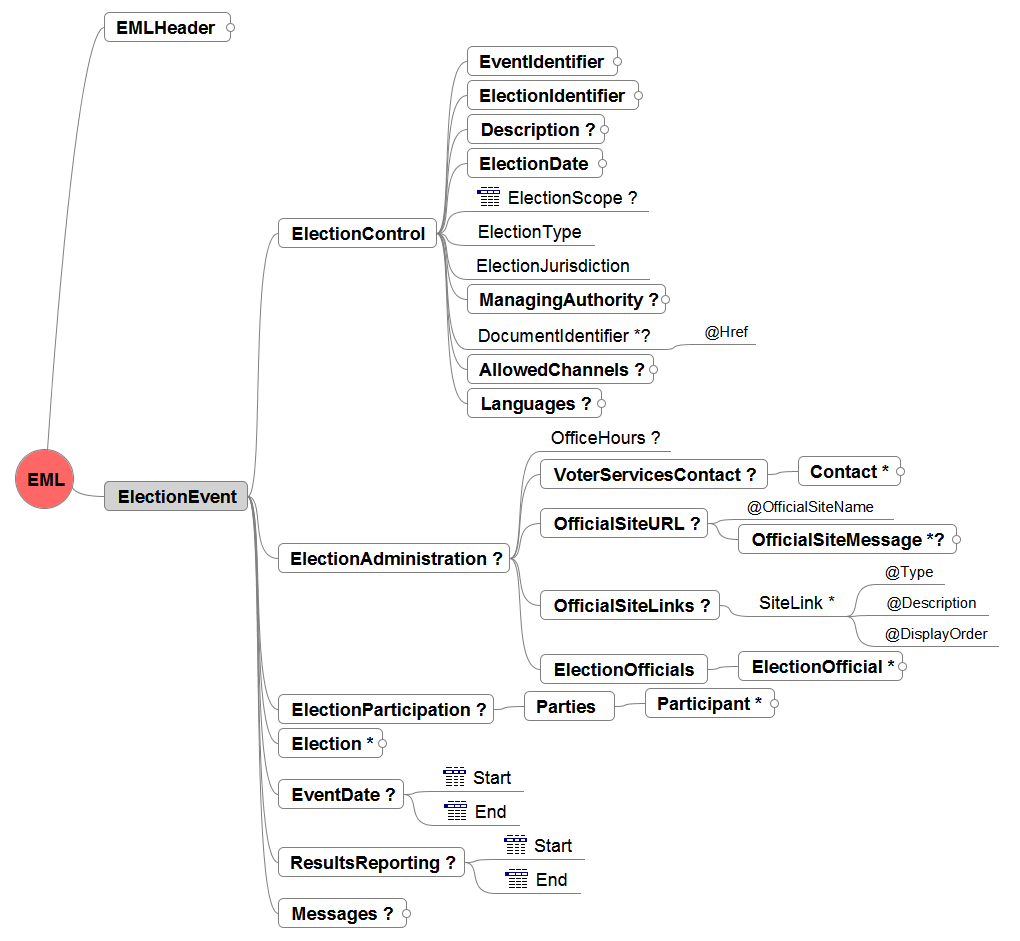 EMLHeader
EventIdentifier
ElectionIdentifier
Description ?
ElectionDate
ElectionScope ?
ElectionControl
ElectionType
ElectionJurisdiction
ManagingAuthority ?
DocumentIdentifier *?
@Href
AllowedChannels ?
Languages ?
EML
ElectionEvent
OfficeHours ?
VoterServicesContact ?
Contact *
OfficialSiteURL ?
@OfficialSiteName
OfficialSiteMessage *?
ElectionAdministration ?
OfficialSiteLinks ?
SiteLink *
@Type
@Description
@DisplayOrder
ElectionOfficials
ElectionOfficial *
ElectionParticipation ?
Parties
Participant *
Election *
EventDate ?
Start
End
ResultsReporting ?
Start
End
Messages ?